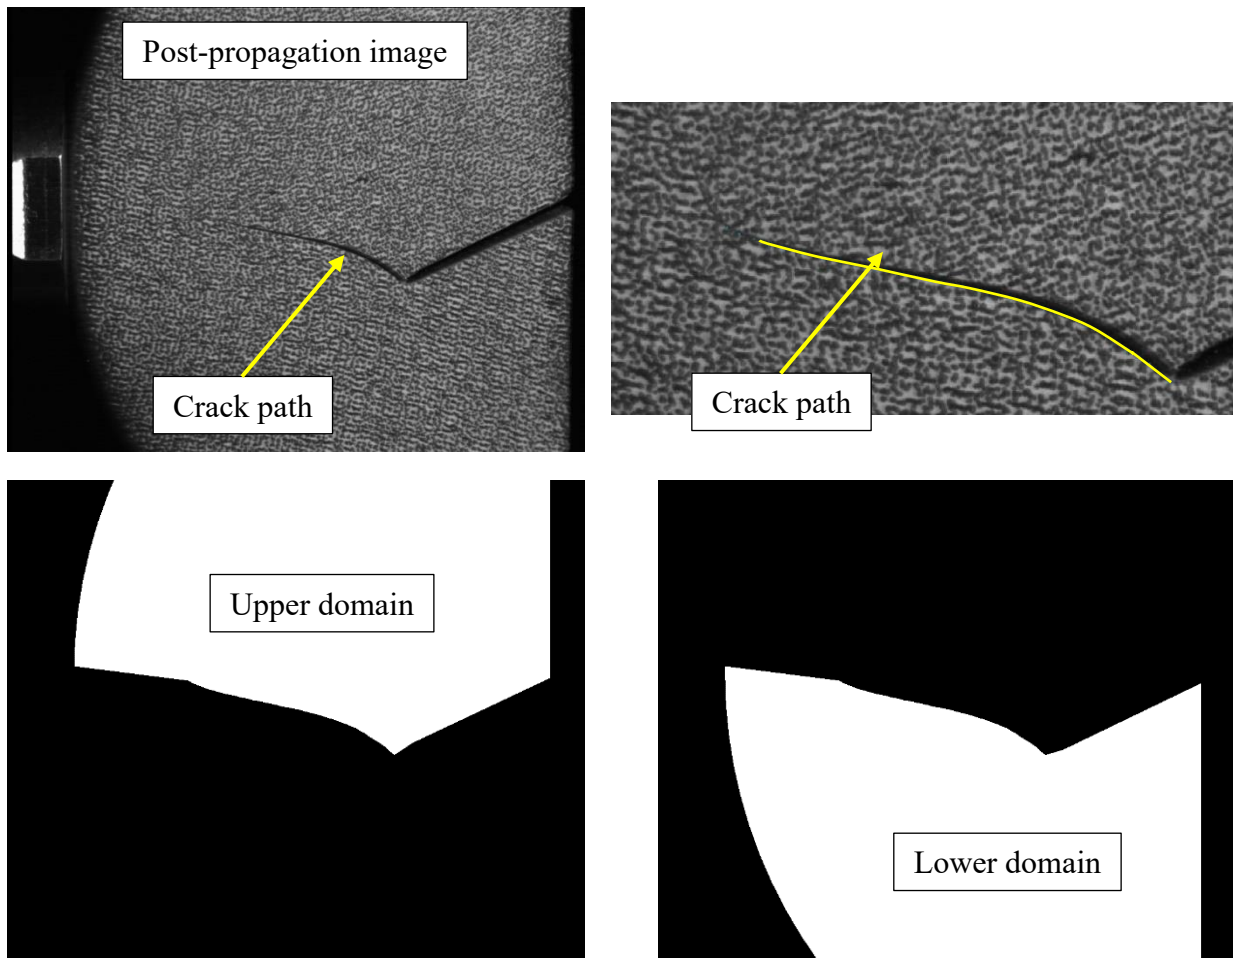 Post-propagation image
Crack path
Crack path
Upper domain
Lower domain